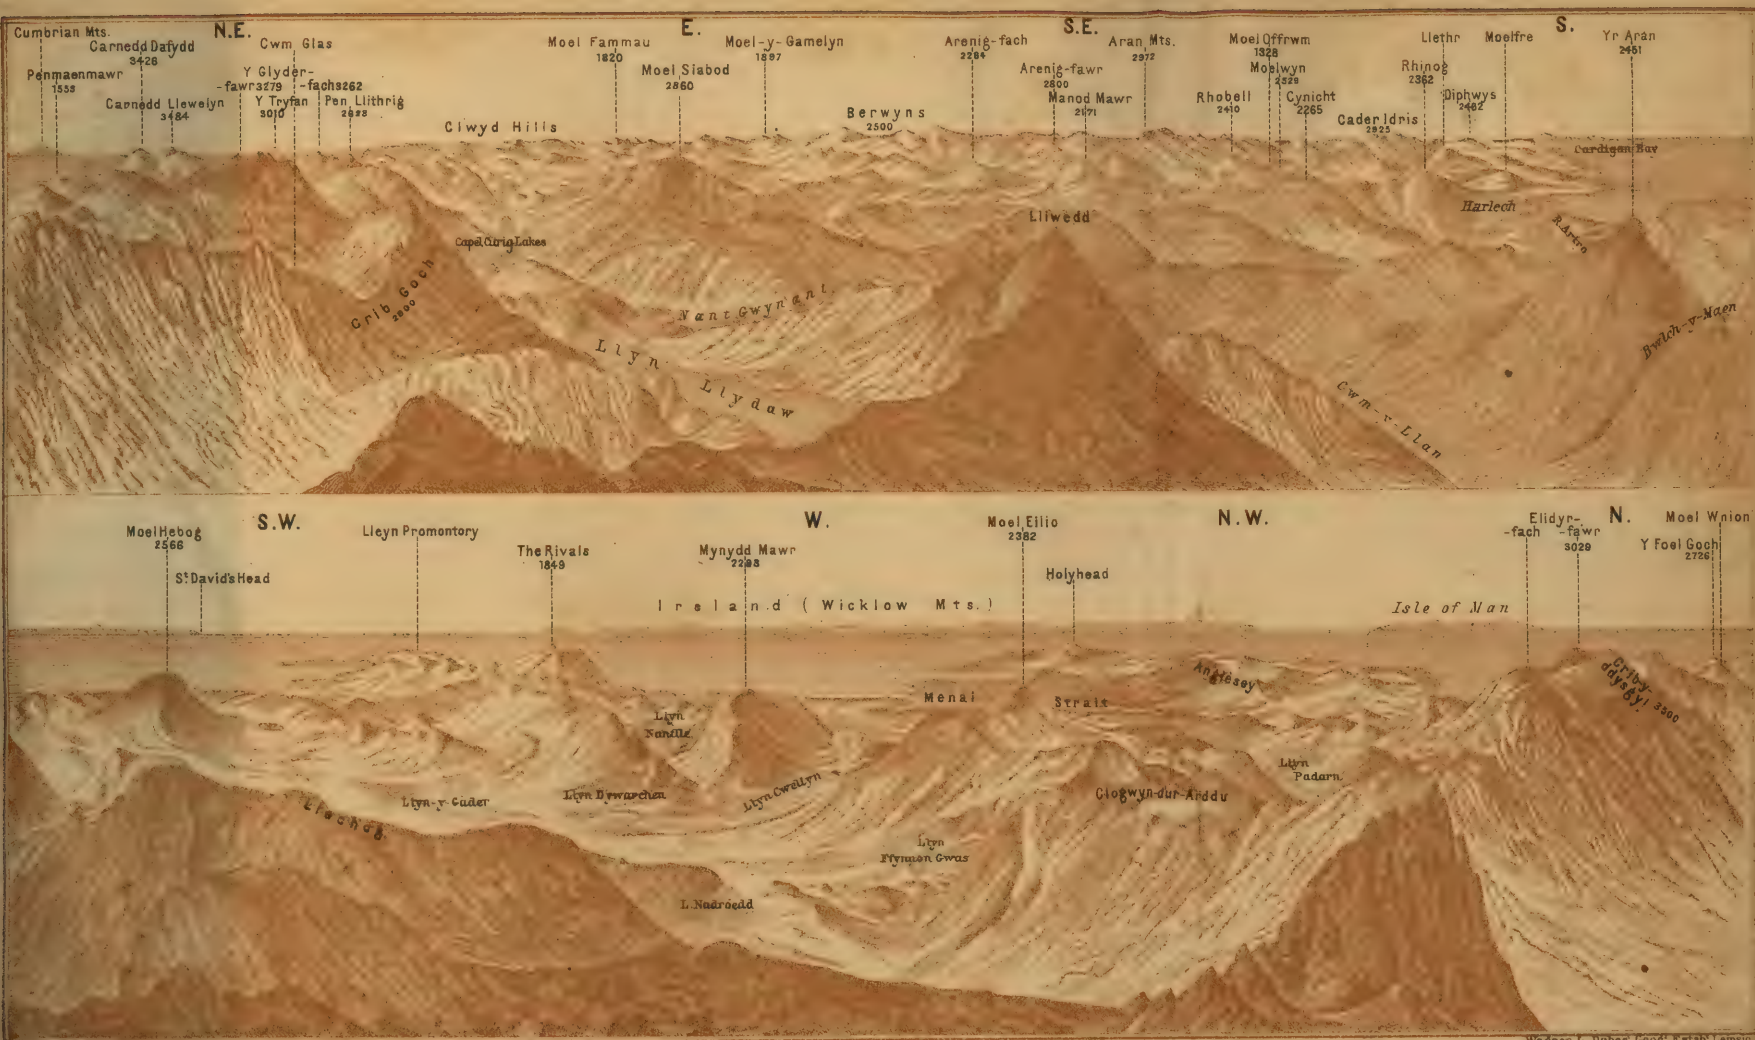 N.E.
E.
S.E.
S.
Cumbrian Mts.
Carnedd Dafydd
3426
Cwm Glas
Moel Fammau
1820
Moel-y-Gamelyn
1897
Arenig-fach
2264
Aran Mts.
2972
Moel Offrwm
1328
Llethr
Moelfre
Yr Aran
2451
Penmaenmawr
1553
Y Glyder-
-fawr 3279
-fach 3262
Moel Siabod
2860
Arenig-fawr
2800
Moelwyn
2529
Rhinog
2362
Carnedd Llewelyn
3484
Y Tryfan
3010
Pen Llithrig
Manod Mawr
2171
Rhobell
2410
Cynicht
2265
Diphwys
2462
Clwyd Hills
Berwyns
2500
Cader Idris
2925
Cardigan Bay
Harlech
R. Artro
Lliwedd
Capel Curig Lakes
Crib Goch
Nant Gwynant
Bwlch-y-Maen
Llyn Llydaw
Cwm-y-Llan
S.W.
W.
N.W.
N.
Moel Hebog
2566
Lleyn Promontory
Moel Eilio
2382
Elidyr-
-fach
-fawr
3029
Moel Wnion
Y Foel Goch
2726
St. David's Head
The Rivals
1849
Mynydd Mawr
Holyhead
Ireland (Wicklow Mts.)
Isle of Man
Anglesey
Crib-y-
ddysgyl 3500
Menai Strait
Llyn
Nantlle
Llyn
Padarn
Llechog
Llyn-y-Gader
Llyn Dywarchen
Llyn Cwellyn
Clogwyn-dur-Arddu
Llyn
Ffynnon Gwas
L. Nadroedd